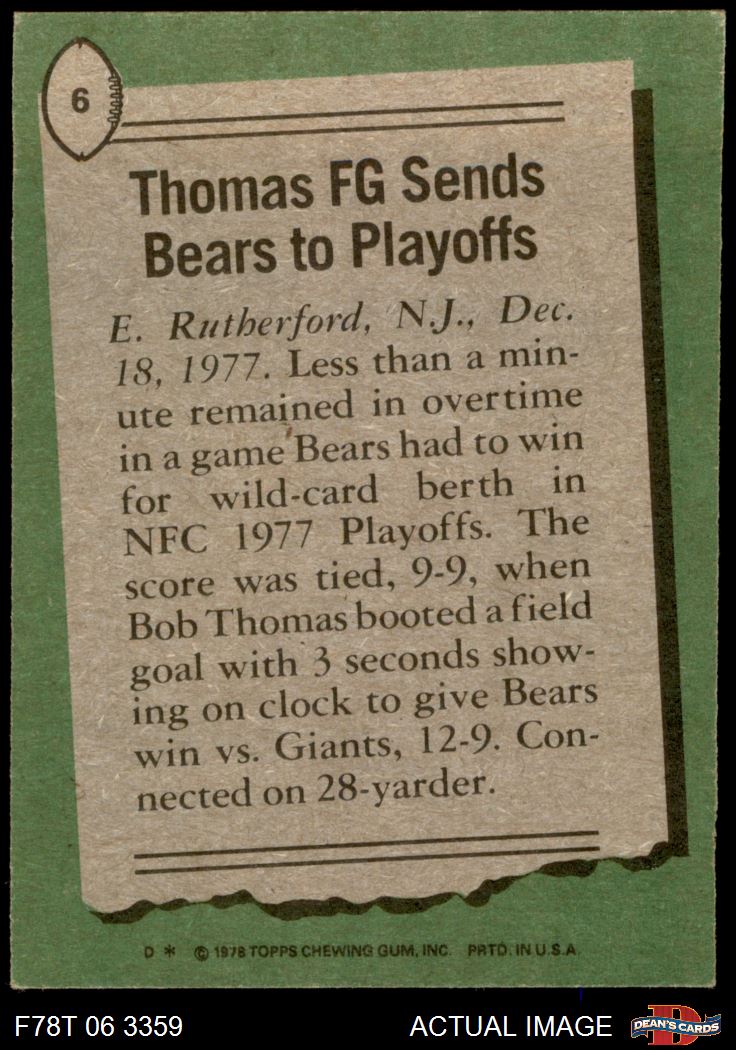 6
Thomas FG Sends
Bears to Playoffs
E. Rutherford, N.J., Dec.
18, 1977. Less than a min-
ute remained in overtime
in a game Bears had to win
for wild-card berth in
NFC 1977 Playoffs. The
score was tied, 9-9, when
Bob Thomas booted a field
goal with 3 seconds show-
ing on clock to give Bears
win vs. Giants, 12-9. Con-
nected on 28-yarder.
D * © 1978 TOPPS CHEWING GUM, INC. PRTD. IN U.S.A.
F78T 06 3359 ACTUAL IMAGE D DEAN'S CARDS